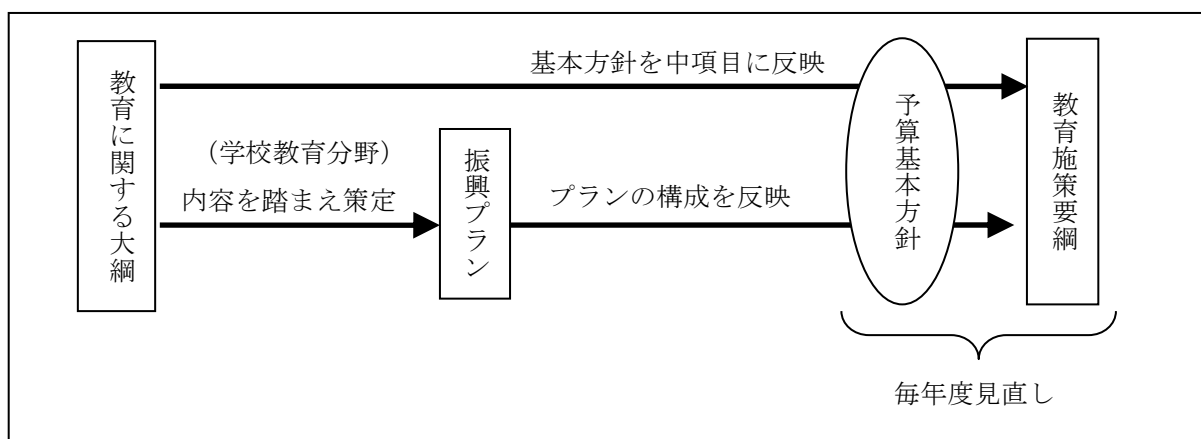 教育に関する大綱
基本方針を中項目に反映
（学校教育分野）
内容を踏まえ策定
振興プラン
プランの構成を反映
予算基本方針
教育施策要綱
毎年度見直し